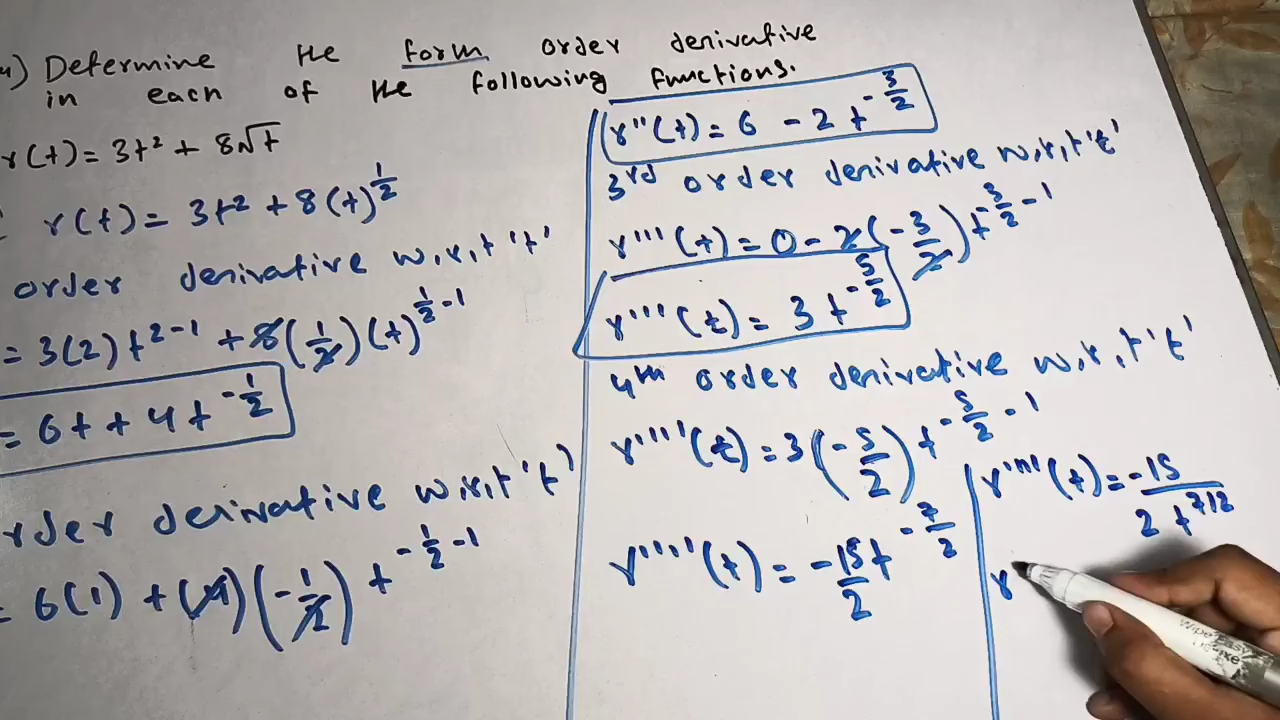 4) Determine the form order derivative
in each of the following functions.
r(t) = 3t² + 8√t
r(t) = 3t² + 8(t)^1/2
order derivative w.r.t 't'
= 3(2)t^2-1 + 8(1/2)(t)^1/2-1
= 6t + 4t^-1/2
rder derivative w.r.t 't'
= 6(1) + (4)(-1/2)t^-1/2-1
r''(t) = 6 - 2t^-3/2
3rd order derivative w.r.t 't'
r'''(t) = 0 - 2(-3/2)t^-3/2-1
r'''(t) = 3t^-5/2
4th order derivative w.r.t 't'
r''''(t) = 3(-5/2)t^-5/2-1
r''''(t) = -15/2 t^-7/2
r''''(t) = -15/2t^7/2
r